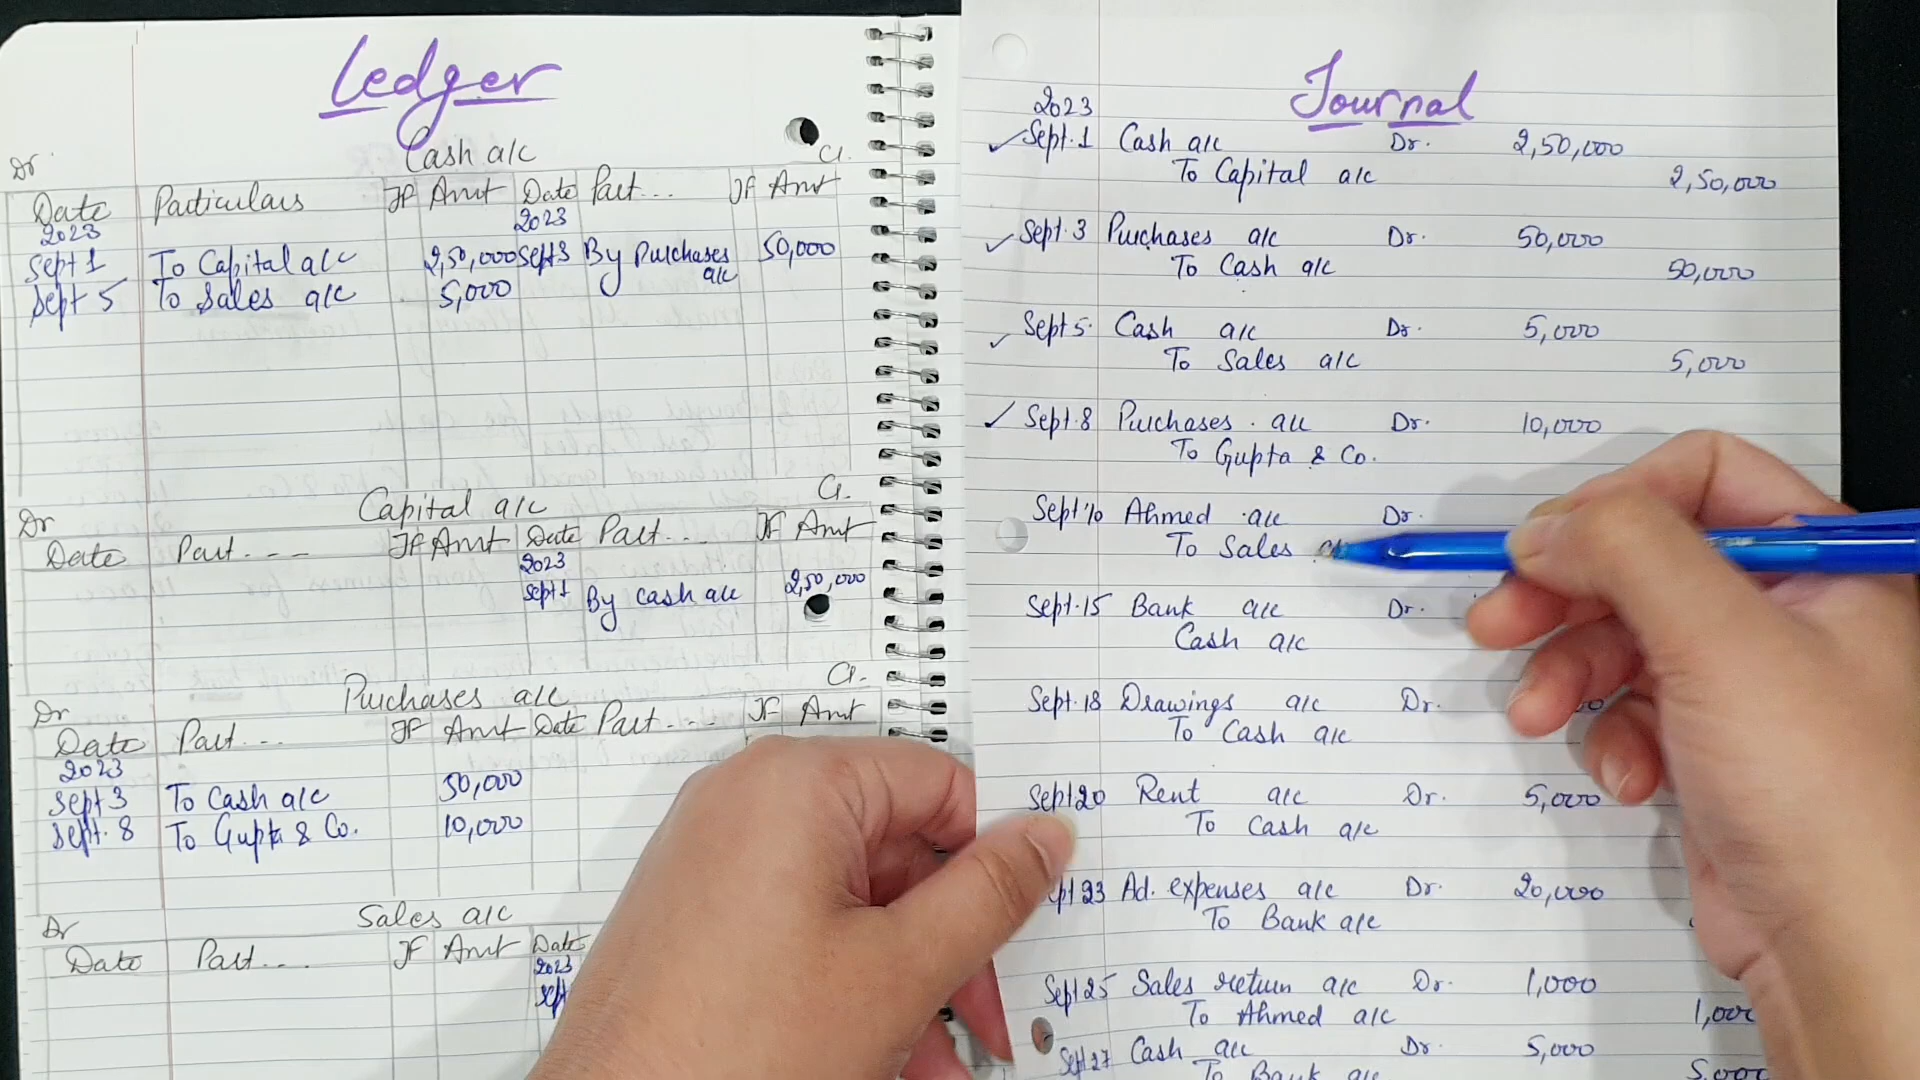 Ledger
Cash a/c
Dr Cr.
Date Particulars JF Amt Date Part... JF Amt
2023 2023
Sept 1 To Capital a/c 2,50,000 Sept 3 By Purchases a/c 50,000
Sept 5 To Sales a/c 5,000
Capital a/c
Dr Cr.
Date Part.... JF Amt Date Part... JF Amt
2023
Sept 1 By Cash a/c 2,50,000
Purchases a/c
Dr Cr.
Date Part... JF Amt Date Part.... JF Amt
2023
Sept 3 To Cash a/c 50,000
Sept. 8 To Gupta & Co. 10,000
Sales a/c
Dr
Date Part.... JF Amt Date
2023
Sept
Journal
2023
Sept. 1 Cash a/c Dr. 2,50,000
To Capital a/c 2,50,000
Sept. 3 Purchases a/c Dr. 50,000
To Cash a/c 50,000
Sept 5. Cash a/c Dr. 5,000
To Sales a/c 5,000
Sept. 8 Purchases a/c Dr. 10,000
To Gupta & Co.
Sept 10 Ahmed a/c Dr.
To Sales
Sept. 15 Bank a/c Dr.
Cash a/c
Sept. 18 Drawings a/c Dr.
To Cash a/c
Sept 20 Rent a/c Dr. 5,000
To Cash a/c
23 Ad. expenses a/c Dr. 20,000
To Bank a/c
Sept 25 Sales return a/c Dr. 1,000
To Ahmed a/c 1,000
Sept 27 Cash a/c Dr. 5,000
To Bank a/c 5,000